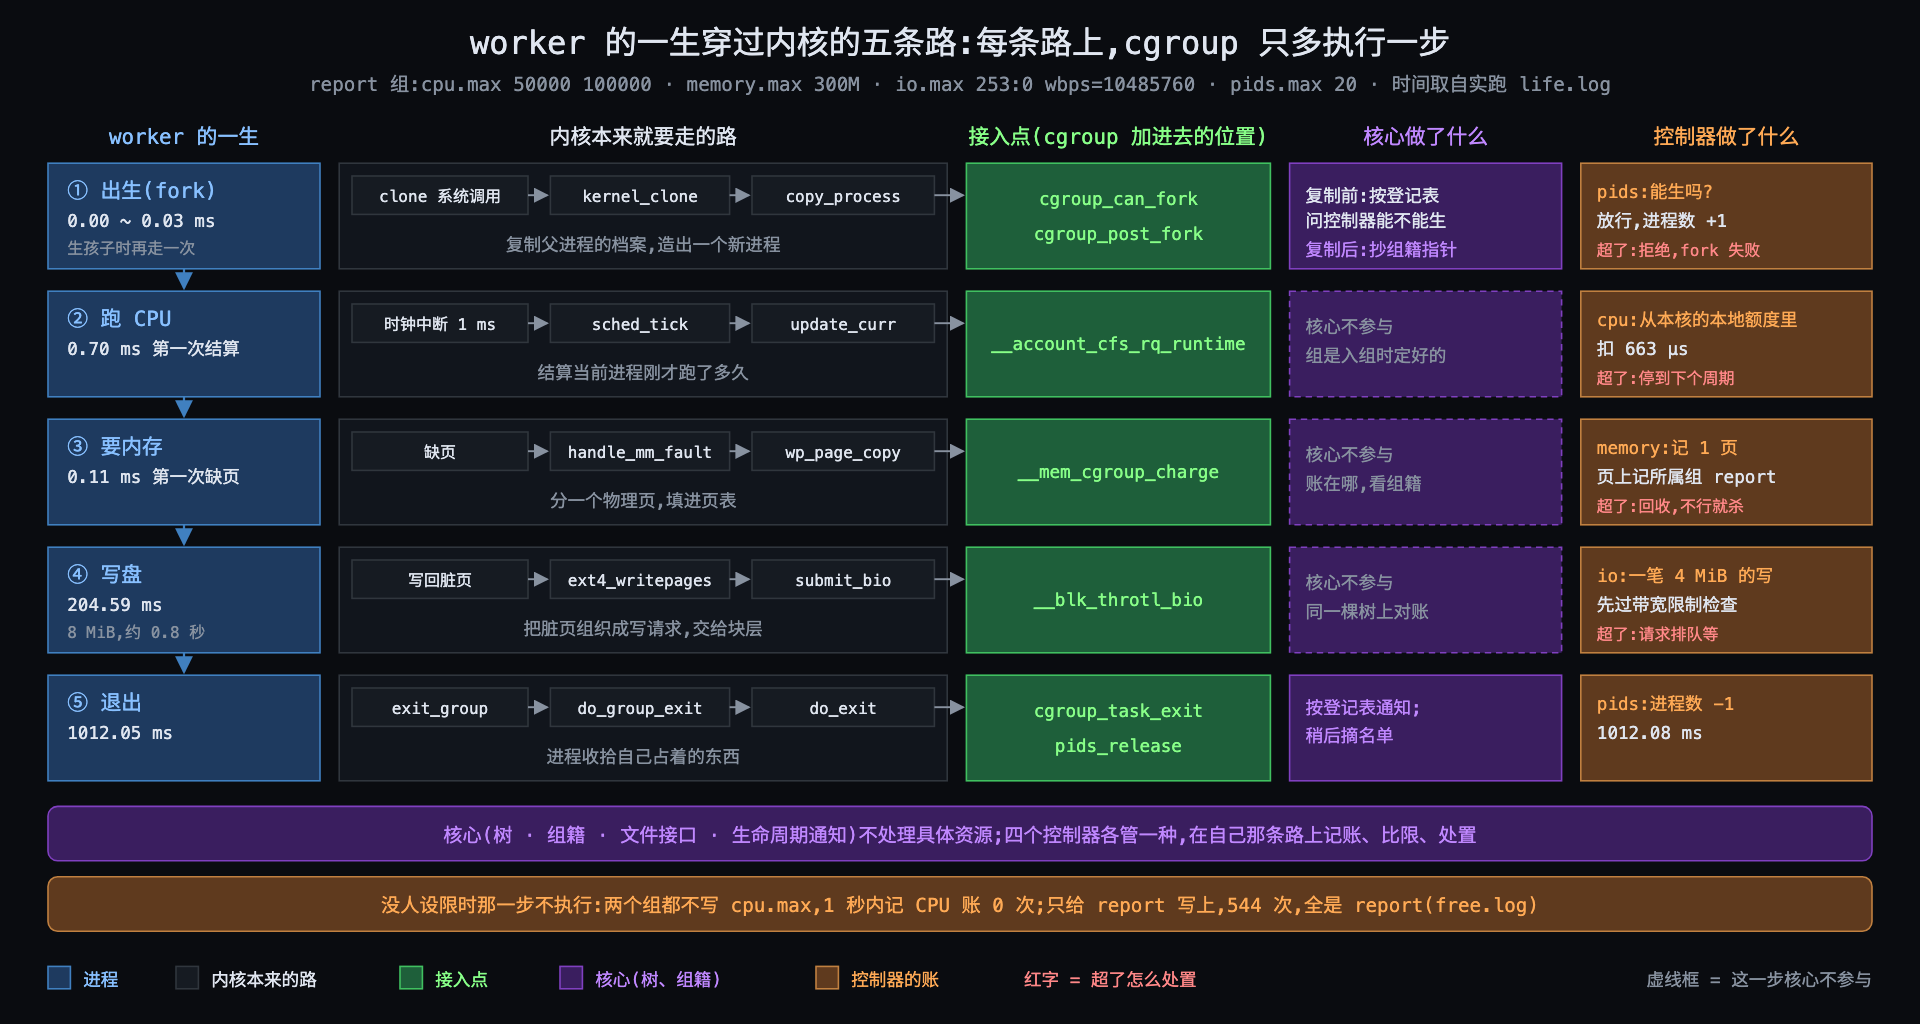 worker 的一生穿过内核的五条路:每条路上,cgroup 只多执行一步
report 组:cpu.max 50000 100000 · memory.max 300M · io.max 253:0 wbps=10485760 · pids.max 20 · 时间取自实跑 life.log
worker 的一生
内核本来就要走的路
接入点(cgroup 加进去的位置)
核心做了什么
控制器做了什么
① 出生(fork)
0.00 ~ 0.03 ms
生孩子时再走一次
clone 系统调用
kernel_clone
copy_process
复制父进程的档案,造出一个新进程
cgroup_can_fork
cgroup_post_fork
复制前:按登记表
问控制器能不能生
复制后:抄组籍指针
pids:能生吗?
放行,进程数 +1
超了:拒绝,fork 失败
② 跑 CPU
0.70 ms 第一次结算
时钟中断 1 ms
sched_tick
update_curr
结算当前进程刚才跑了多久
__account_cfs_rq_runtime
核心不参与
组是入组时定好的
cpu:从本核的本地额度里
扣 663 µs
超了:停到下个周期
③ 要内存
0.11 ms 第一次缺页
缺页
handle_mm_fault
wp_page_copy
分一个物理页,填进页表
__mem_cgroup_charge
核心不参与
账在哪,看组籍
memory:记 1 页
页上记所属组 report
超了:回收,不行就杀
④ 写盘
204.59 ms
8 MiB,约 0.8 秒
写回脏页
ext4_writepages
submit_bio
把脏页组织成写请求,交给块层
__blk_throtl_bio
核心不参与
同一棵树上对账
io:一笔 4 MiB 的写
先过带宽限制检查
超了:请求排队等
⑤ 退出
1012.05 ms
exit_group
do_group_exit
do_exit
进程收拾自己占着的东西
cgroup_task_exit
pids_release
按登记表通知;
稍后摘名单
pids:进程数 −1
1012.08 ms
核心(树 · 组籍 · 文件接口 · 生命周期通知)不处理具体资源;四个控制器各管一种,在自己那条路上记账、比限、处置
没人设限时那一步不执行:两个组都不写 cpu.max,1 秒内记 CPU 账 0 次;只给 report 写上,544 次,全是 report(free.log)
进程
内核本来的路
接入点
核心(树、组籍)
控制器的账
红字 = 超了怎么处置
虚线框 = 这一步核心不参与